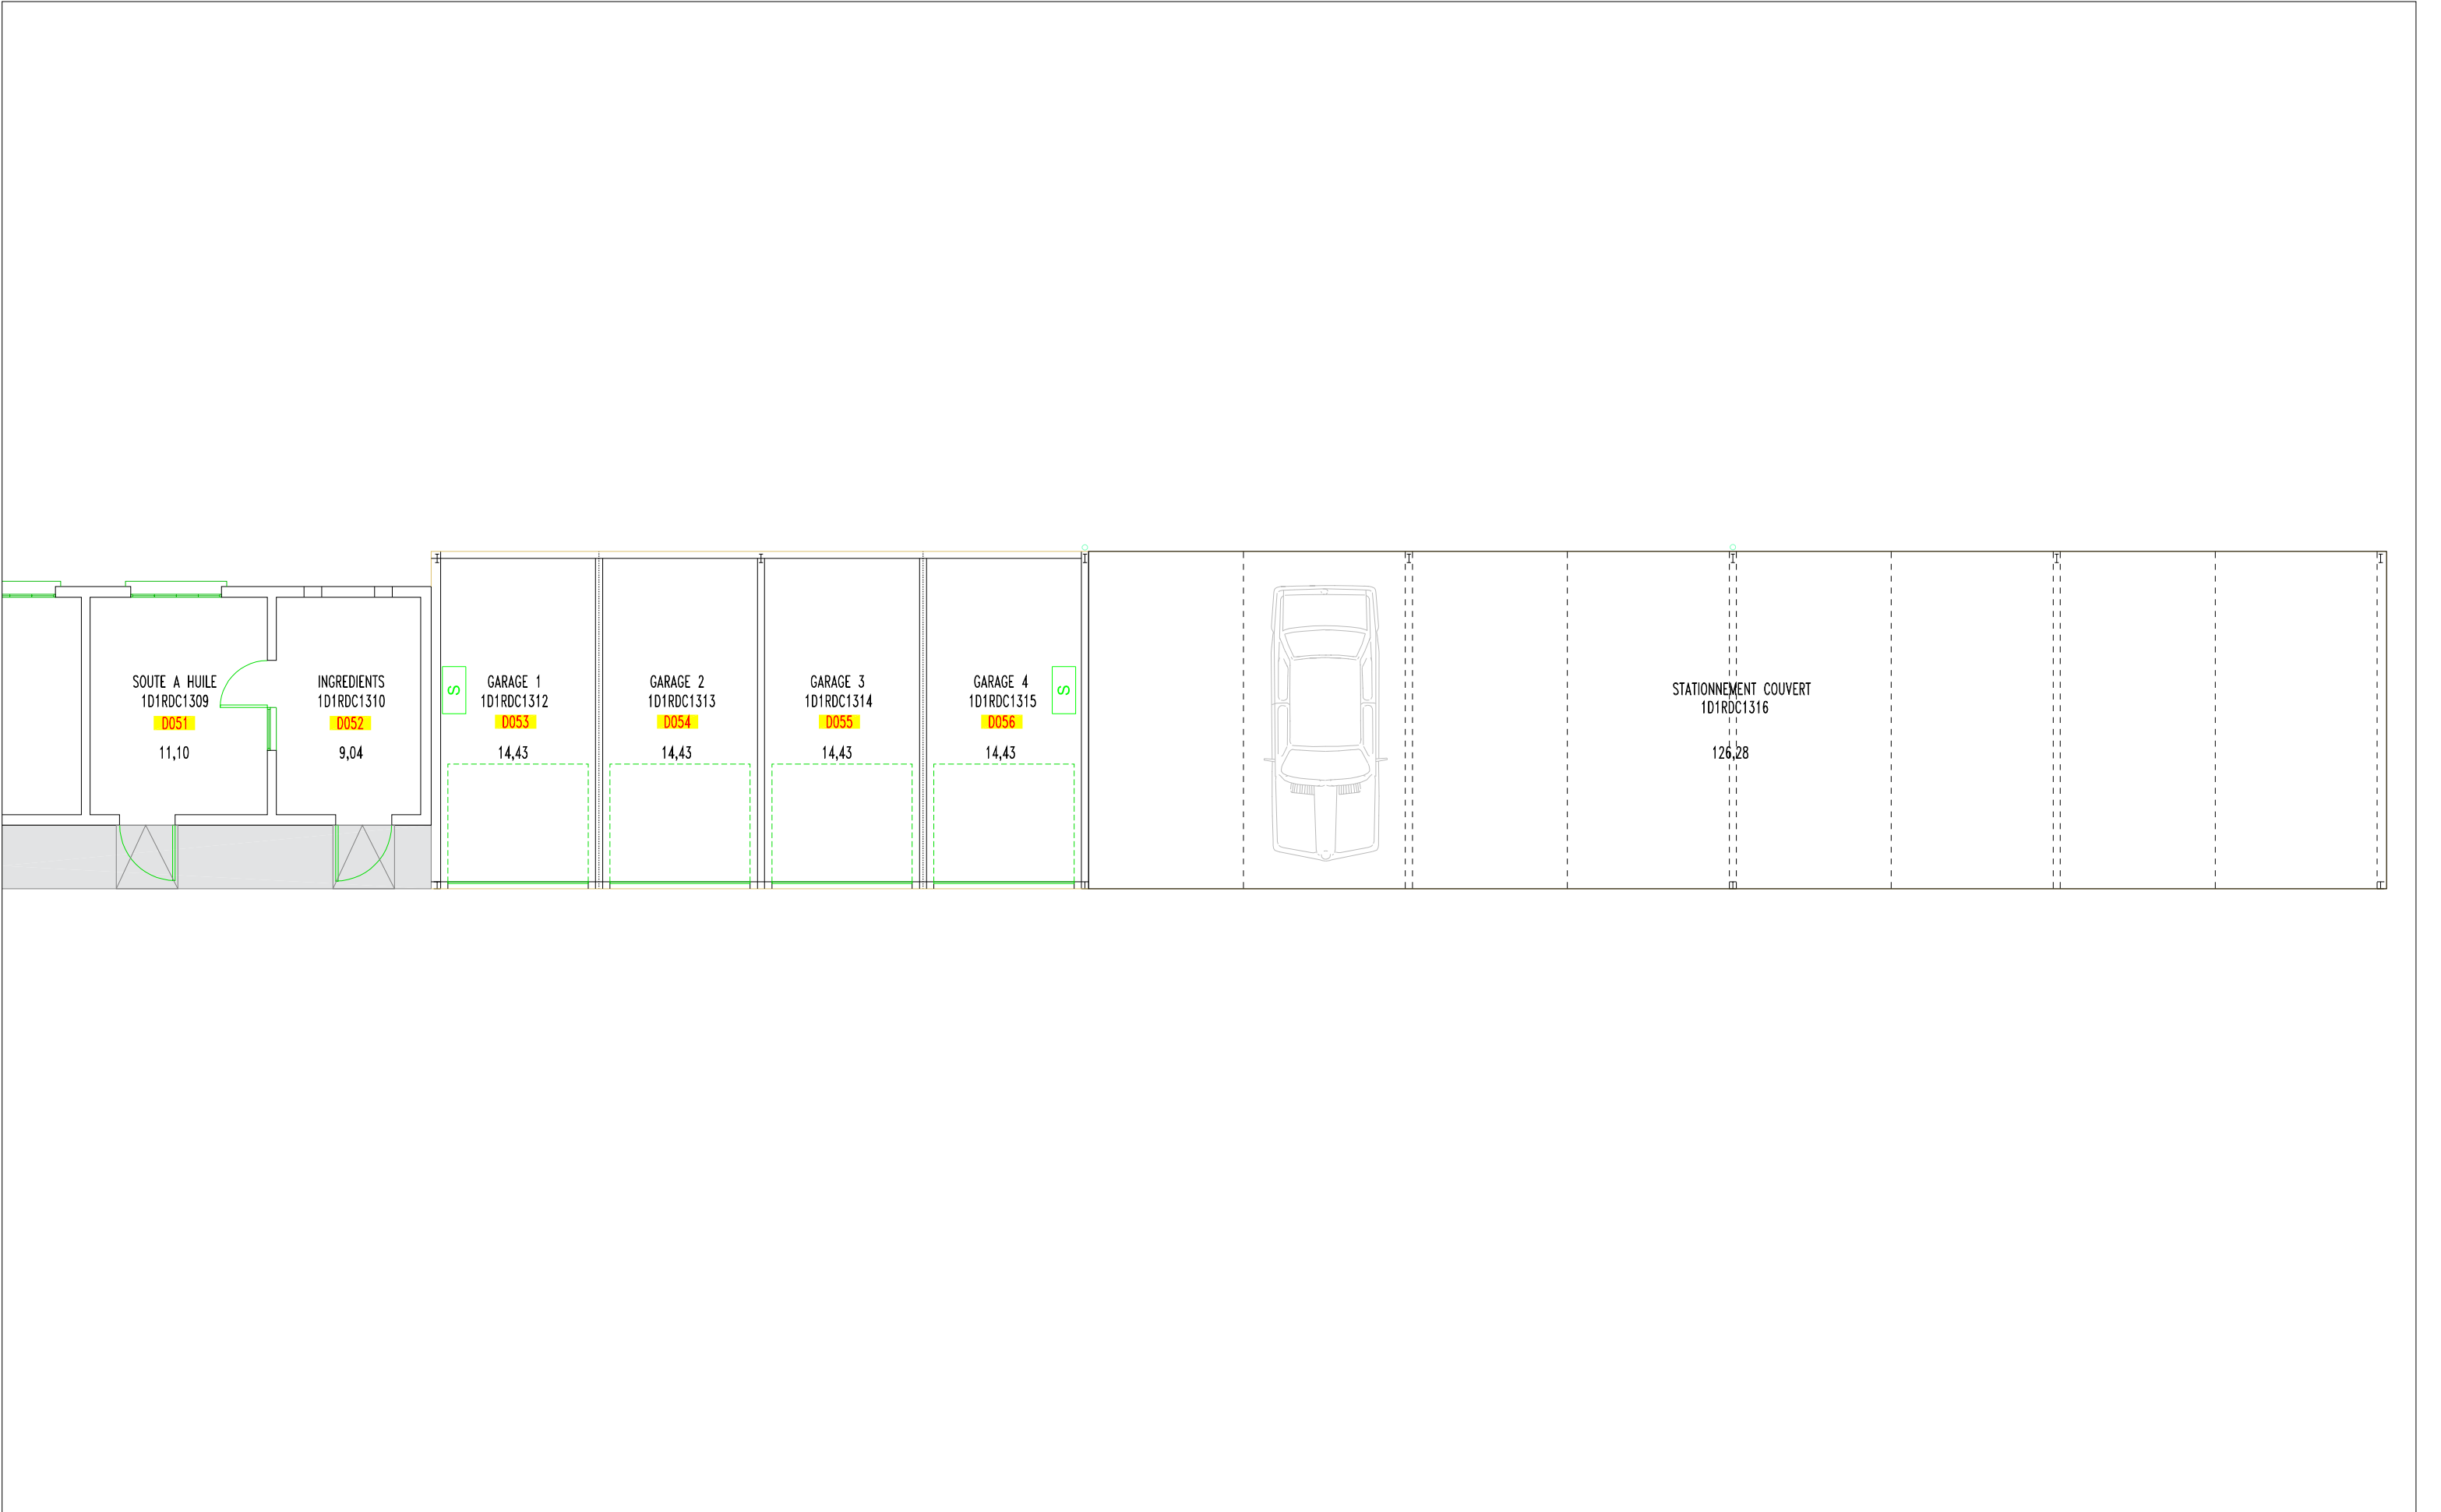 SOUTE A HUILE
1D1RDC1309
D051
11,10
INGREDIENTS
1D1RDC1310
D052
9,04
S
GARAGE 1
1D1RDC1312
D053
14,43
GARAGE 2
1D1RDC1313
D054
14,43
GARAGE 3
1D1RDC1314
D055
14,43
GARAGE 4
1D1RDC1315
D056
14,43
S
STATIONNEMENT COUVERT
1D1RDC1316
126,28